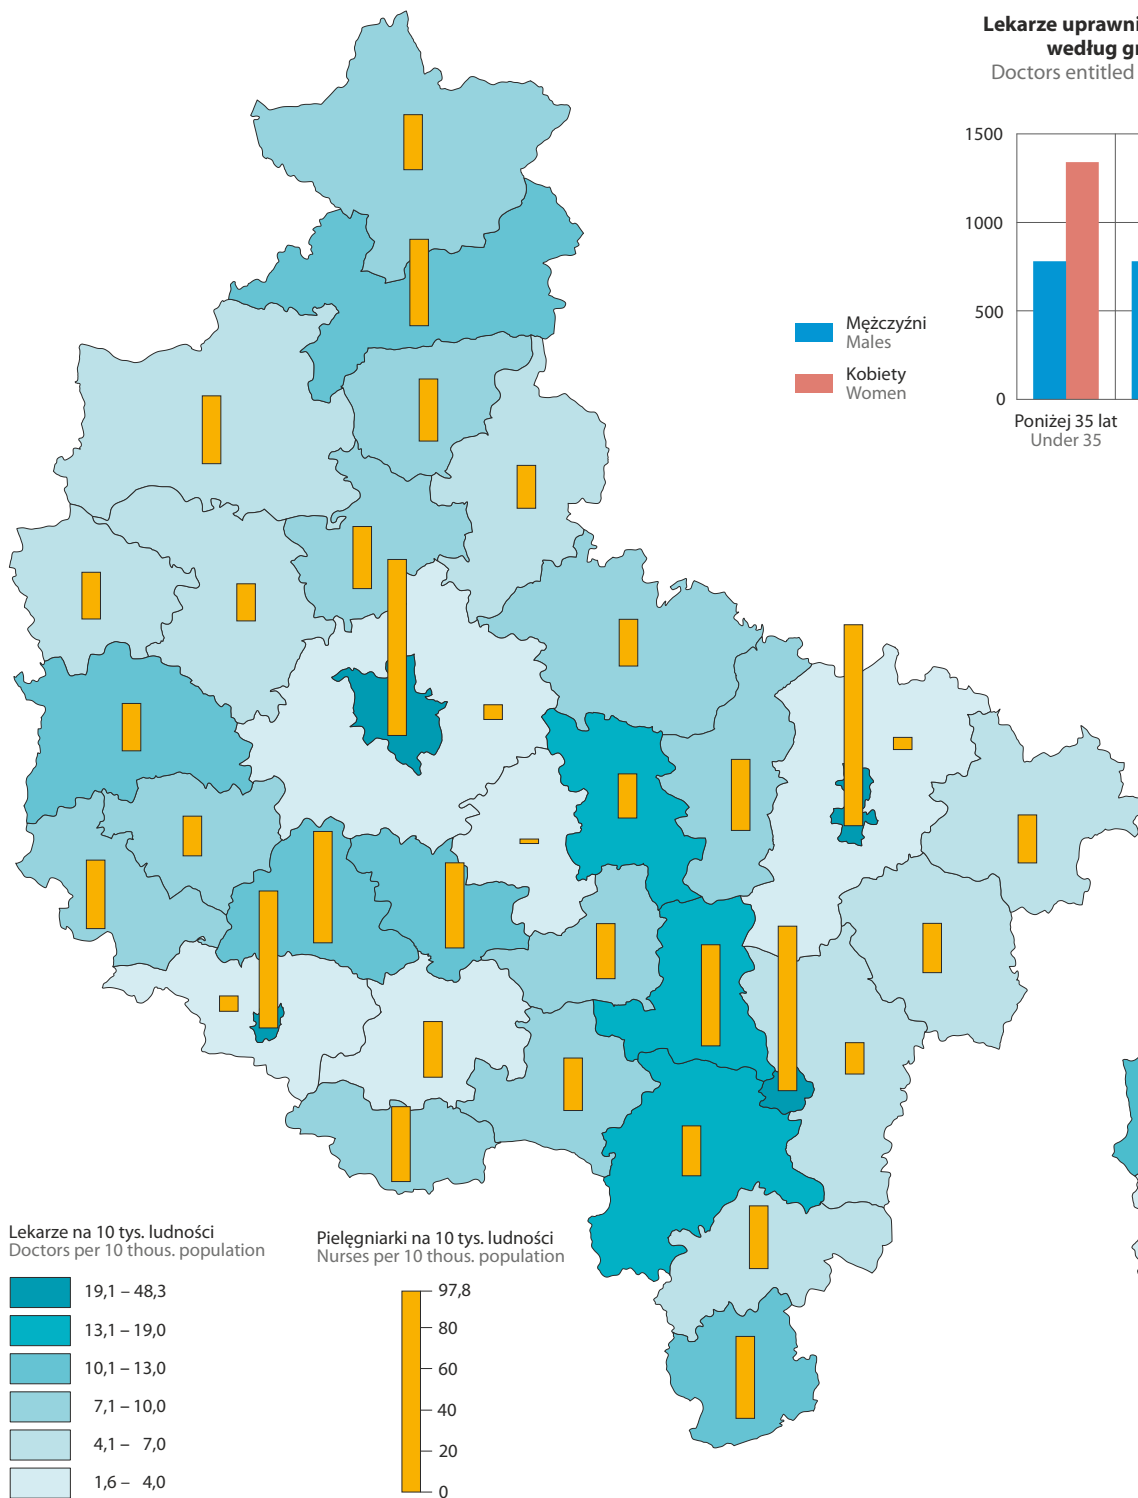 Lekarze uprawni
według gr
Doctors entitled
1500
1000
500
0
Mężczyźni
Males
Kobiety
Women
Poniżej 35 lat
Under 35
Lekarze na 10 tys. ludności
Doctors per 10 thous. population
19,1 – 48,3
13,1 – 19,0
10,1 – 13,0
7,1 – 10,0
4,1 – 7,0
1,6 – 4,0
Pielęgniarki na 10 tys. ludności
Nurses per 10 thous. population
97,8
80
60
40
20
0